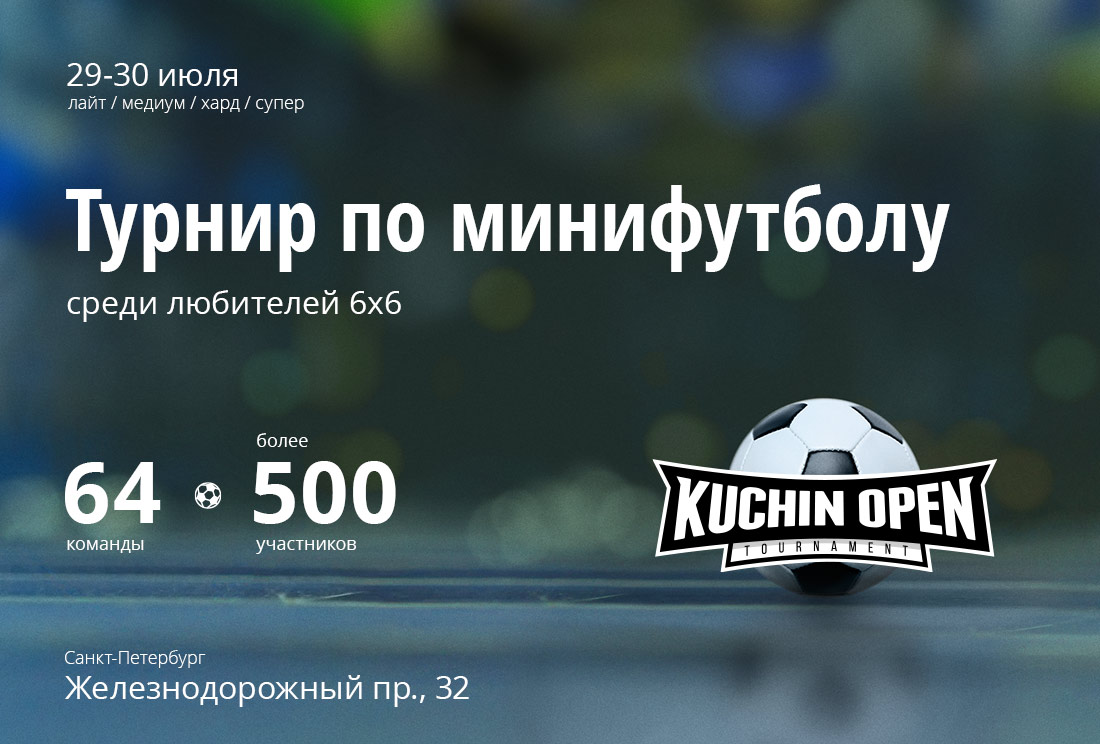 29-30 июля
лайт / медиум / хард / супер
Турнир по минифутболу
среди любителей 6х6
более
64 500
команды участников
KUCHIN OPEN
TOURNAMENT
Санкт-Петербург
Железнодорожный пр., 32